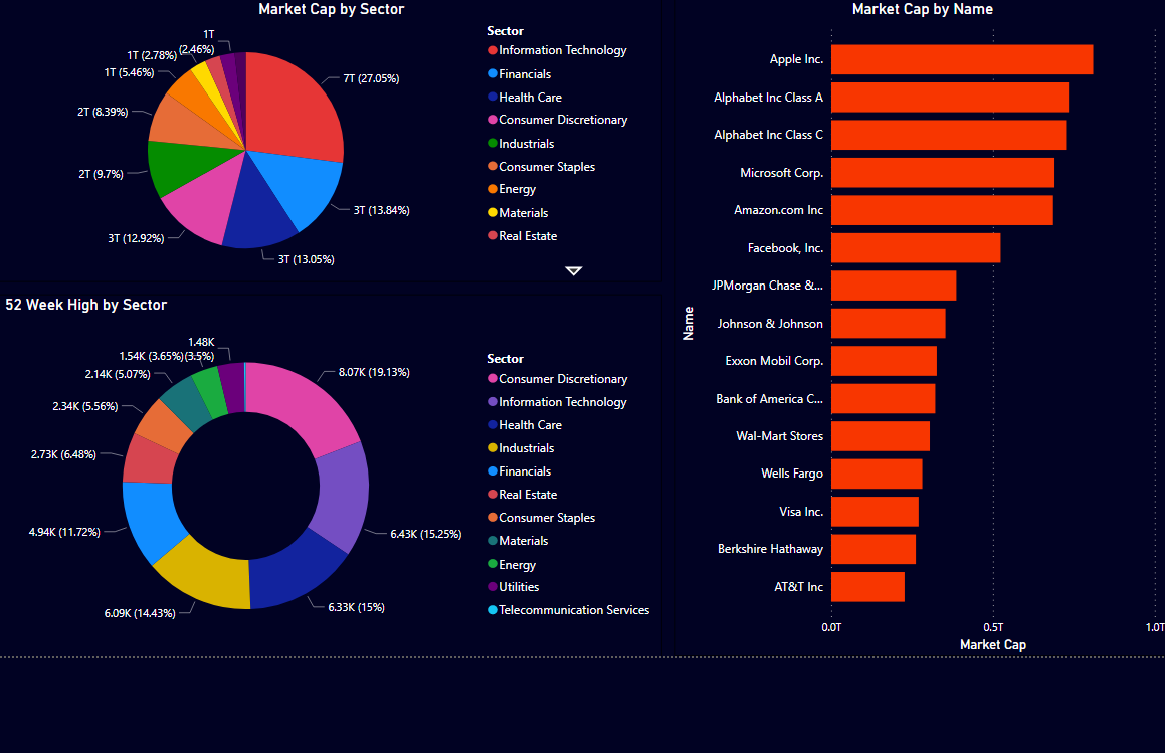 Market Cap by Sector
1T
1T (2.78%)
(2.46%)
1T (5.46%)
2T (8.39%)
2T (9.7%)
3T (12.92%)
3T (13.05%)
3T (13.84%)
7T (27.05%)
Sector
Information Technology
Financials
Health Care
Consumer Discretionary
Industrials
Consumer Staples
Energy
Materials
Real Estate
52 Week High by Sector
1.48K
1.54K (3.65%)
(3.5%)
2.14K (5.07%)
2.34K (5.56%)
2.73K (6.48%)
4.94K (11.72%)
6.09K (14.43%)
6.33K (15%)
6.43K (15.25%)
8.07K (19.13%)
Sector
Consumer Discretionary
Information Technology
Health Care
Industrials
Financials
Real Estate
Consumer Staples
Materials
Energy
Utilities
Telecommunication Services
Market Cap by Name
Name
Apple Inc.
Alphabet Inc Class A
Alphabet Inc Class C
Microsoft Corp.
Amazon.com Inc
Facebook, Inc.
JPMorgan Chase &...
Johnson & Johnson
Exxon Mobil Corp.
Bank of America C...
Wal-Mart Stores
Wells Fargo
Visa Inc.
Berkshire Hathaway
AT&T Inc
0.0T
0.5T
1.0T
Market Cap